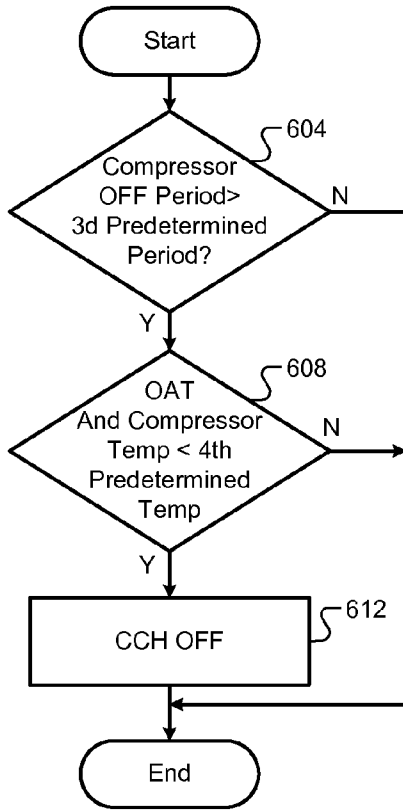 Start
604
Compressor
OFF Period>
3d Predetermined
Period?
N
Y
608
OAT
And Compressor
Temp < 4th
Predetermined
Temp
N
Y
612
CCH OFF
End